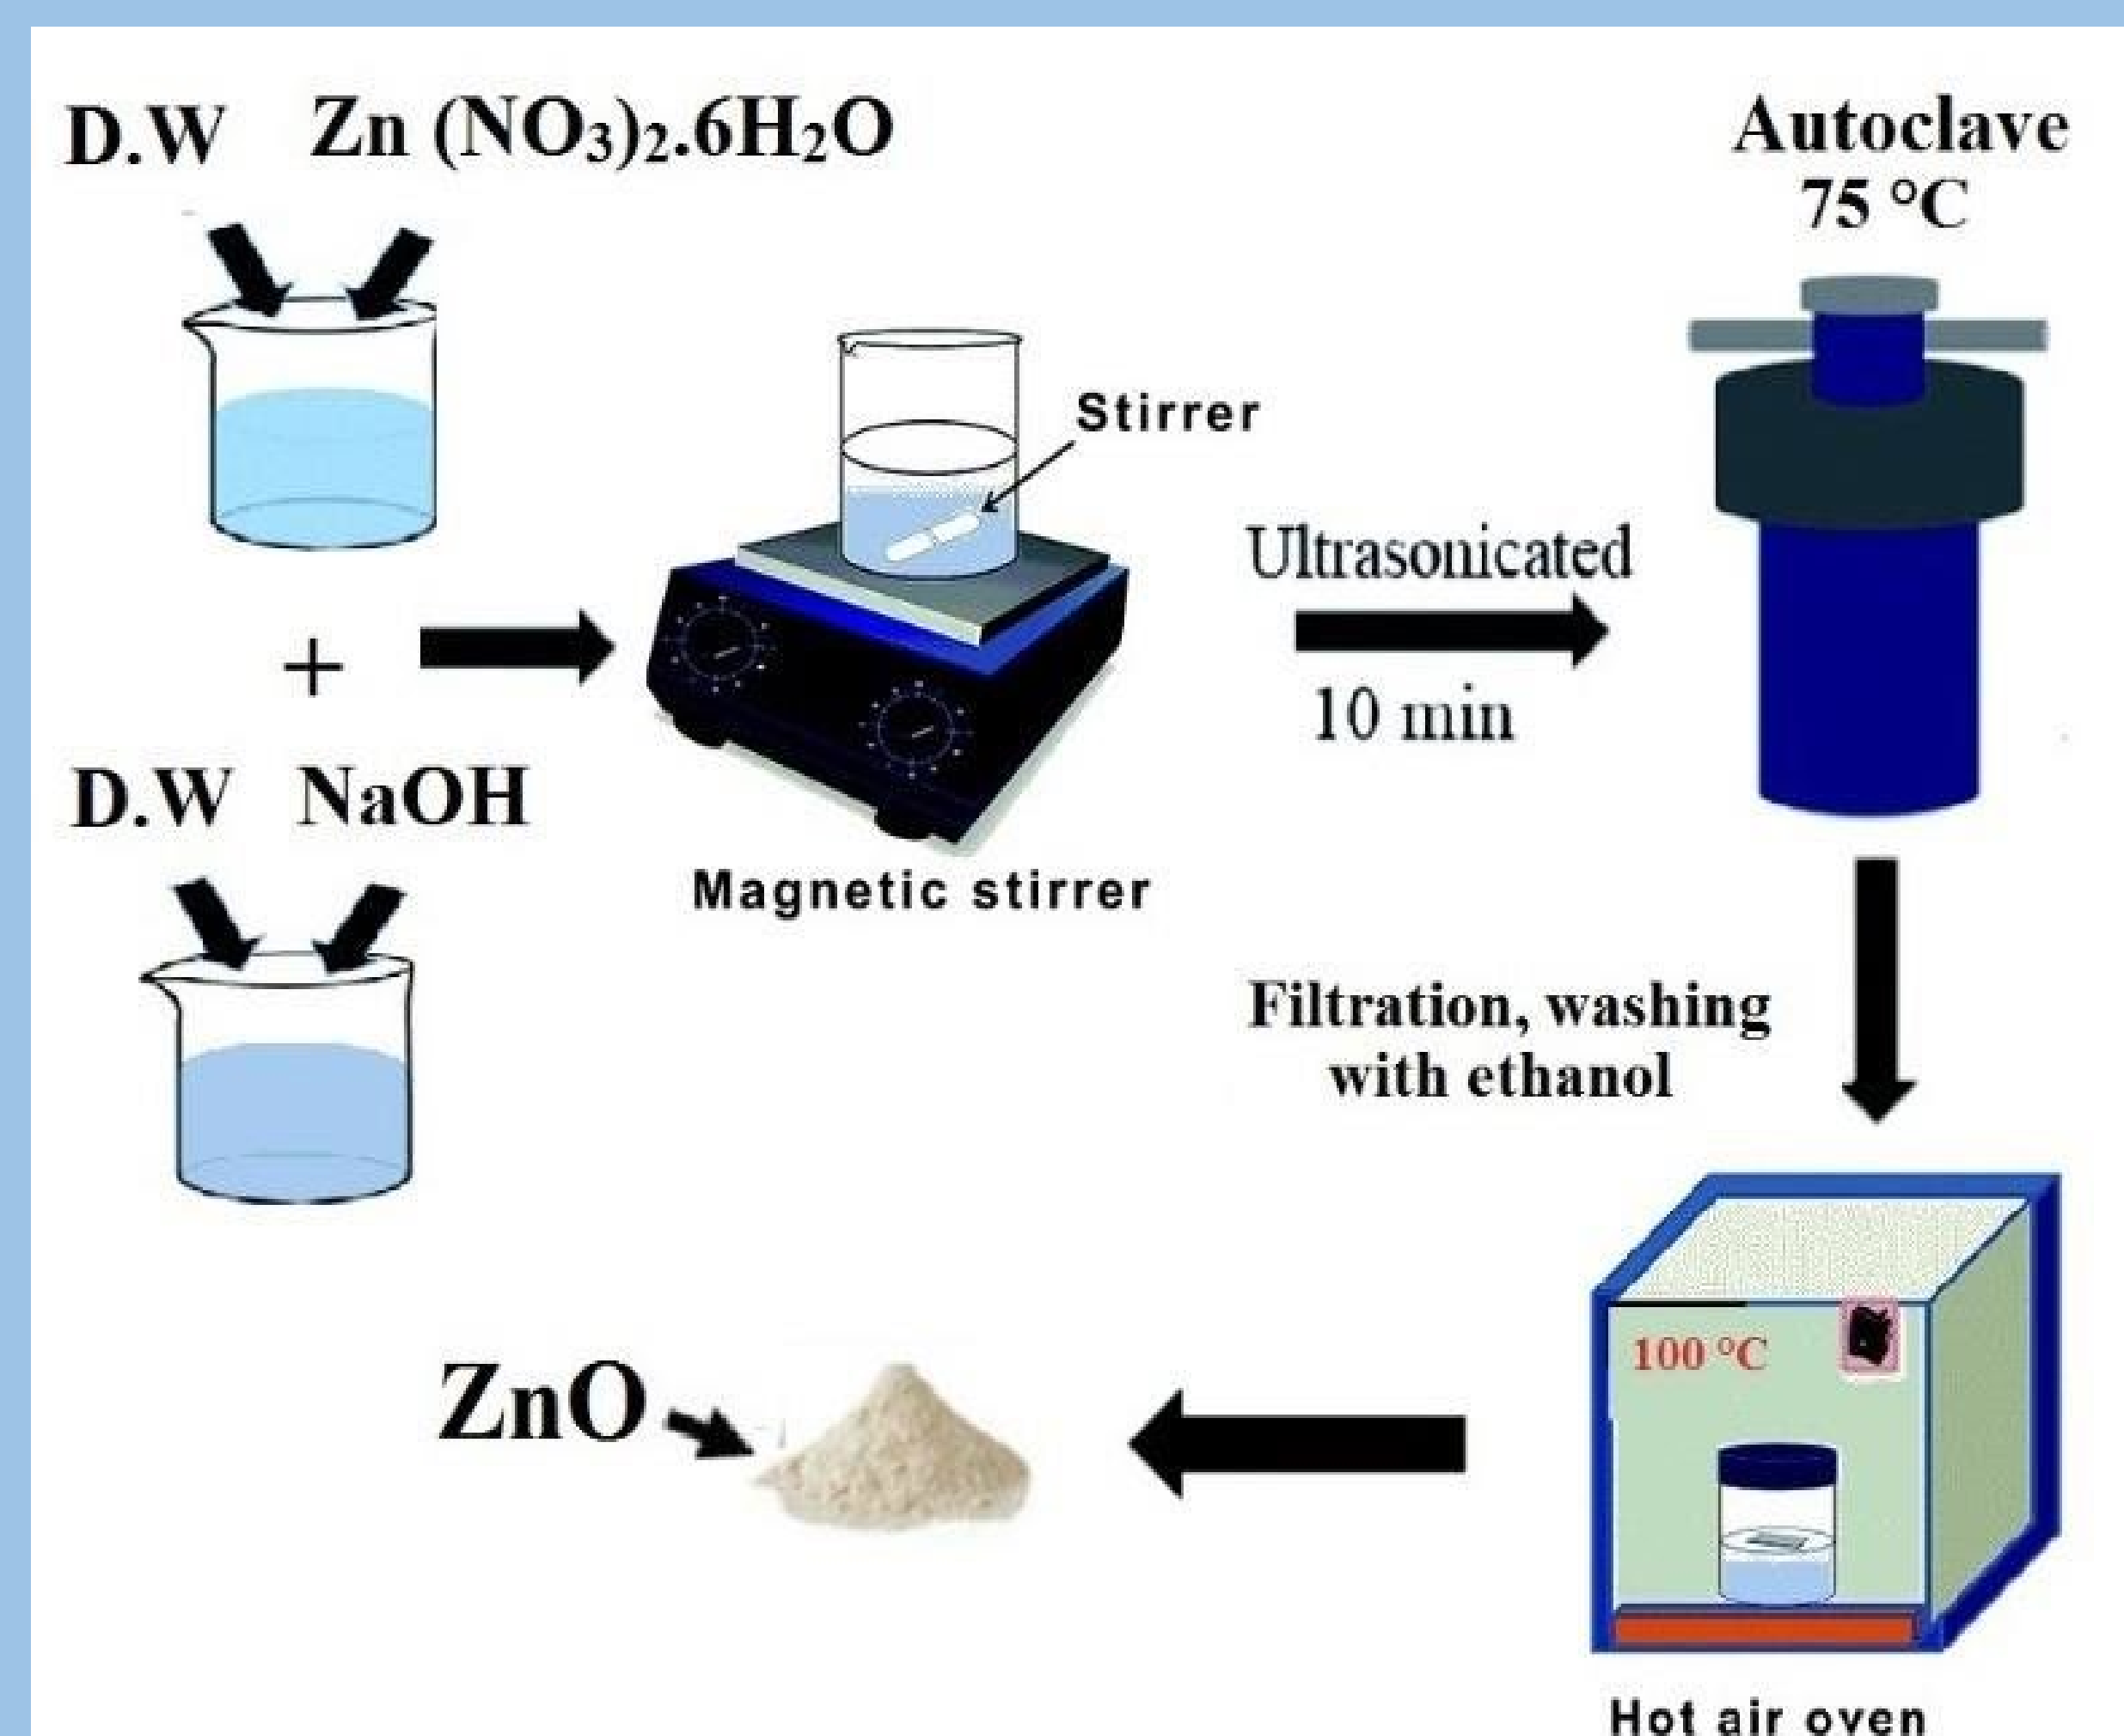 D.W Zn (NO₃)₂.6H₂O
Autoclave
75 °C
Stirrer
Ultrasonicated
10 min
+
D.W NaOH
Magnetic stirrer
Filtration, washing
with ethanol
100 °C
ZnO
Hot air oven